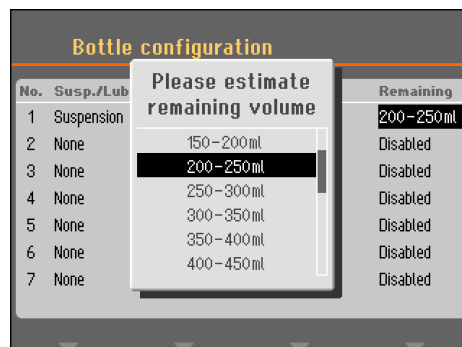 Bottle configuration
Please estimate
remaining volume
150-200ml
200-250ml
250-300ml
300-350ml
350-400ml
400-450ml
No. Susp./Lub Remaining
1 Suspension 200-250ml
2 None Disabled
3 None Disabled
4 None Disabled
5 None Disabled
6 None Disabled
7 None Disabled